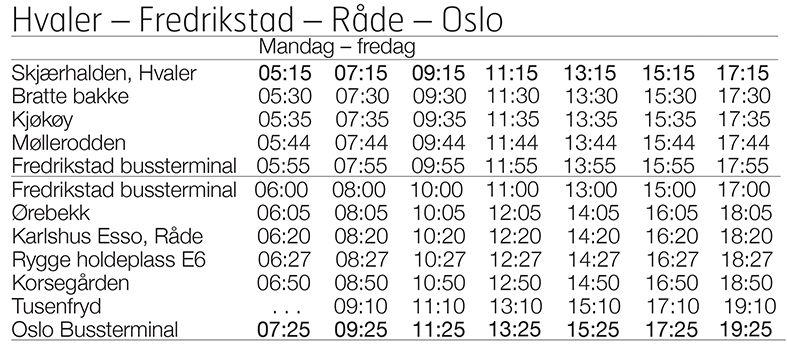 Hvaler – Fredrikstad – Råde – Oslo
Mandag – fredag
Skjærhalden, Hvaler 05:15 07:15 09:15 11:15 13:15 15:15 17:15
Bratte bakke 05:30 07:30 09:30 11:30 13:30 15:30 17:30
Kjøkøy 05:35 07:35 09:35 11:35 13:35 15:35 17:35
Møllerodden 05:44 07:44 09:44 11:44 13:44 15:44 17:44
Fredrikstad bussterminal 05:55 07:55 09:55 11:55 13:55 15:55 17:55
Fredrikstad bussterminal 06:00 08:00 10:00 11:00 13:00 15:00 17:00
Ørebekk 06:05 08:05 10:05 12:05 14:05 16:05 18:05
Karlshus Esso, Råde 06:20 08:20 10:20 12:20 14:20 16:20 18:20
Rygge holdeplass E6 06:27 08:27 10:27 12:27 14:27 16:27 18:27
Korsegården 06:50 08:50 10:50 12:50 14:50 16:50 18:50
Tusenfryd . . . 09:10 11:10 13:10 15:10 17:10 19:10
Oslo Bussterminal 07:25 09:25 11:25 13:25 15:25 17:25 19:25